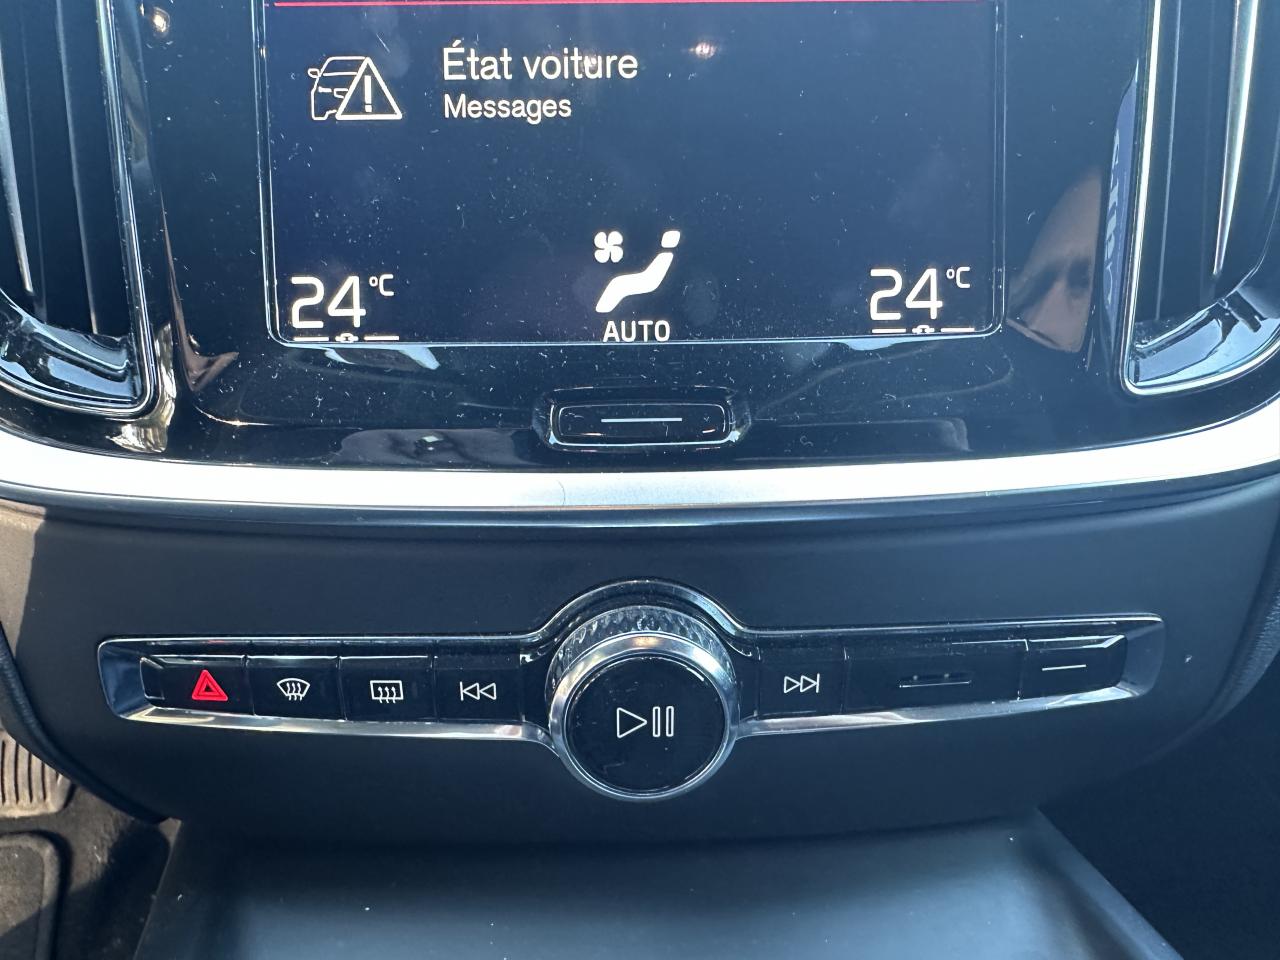 État voiture
Messages
24°C
24°C
AUTO